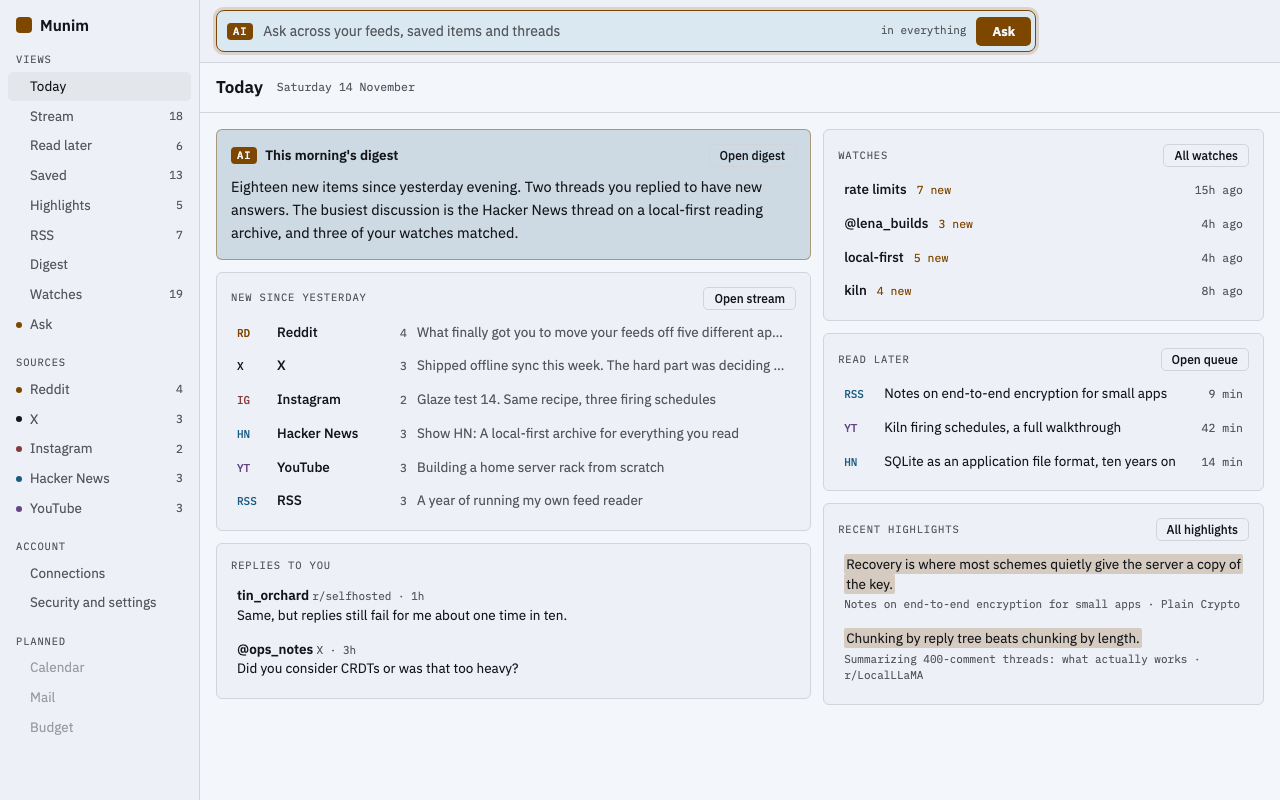 Munim
VIEWS
Today
Stream 18
Read later 6
Saved 13
Highlights 5
RSS 7
Digest
Watches 19
Ask
SOURCES
Reddit 4
X 3
Instagram 2
Hacker News 3
YouTube 3
ACCOUNT
Connections
Security and settings
PLANNED
Calendar
Mail
Budget
AI Ask across your feeds, saved items and threads in everything Ask
Today Saturday 14 November
AI This morning's digest Open digest
Eighteen new items since yesterday evening. Two threads you replied to have new
answers. The busiest discussion is the Hacker News thread on a local-first reading
archive, and three of your watches matched.
NEW SINCE YESTERDAY Open stream
RD Reddit 4 What finally got you to move your feeds off five different ap...
X X 3 Shipped offline sync this week. The hard part was deciding ...
IG Instagram 2 Glaze test 14. Same recipe, three firing schedules
HN Hacker News 3 Show HN: A local-first archive for everything you read
YT YouTube 3 Building a home server rack from scratch
RSS RSS 3 A year of running my own feed reader
REPLIES TO YOU
tin_orchard r/selfhosted · 1h
Same, but replies still fail for me about one time in ten.
@ops_notes X · 3h
Did you consider CRDTs or was that too heavy?
WATCHES All watches
rate limits 7 new 15h ago
@lena_builds 3 new 4h ago
local-first 5 new 4h ago
kiln 4 new 8h ago
READ LATER Open queue
RSS Notes on end-to-end encryption for small apps 9 min
YT Kiln firing schedules, a full walkthrough 42 min
HN SQLite as an application file format, ten years on 14 min
RECENT HIGHLIGHTS All highlights
Recovery is where most schemes quietly give the server a copy of
the key.
Notes on end-to-end encryption for small apps · Plain Crypto
Chunking by reply tree beats chunking by length.
Summarizing 400-comment threads: what actually works ·
r/LocalLLaMA